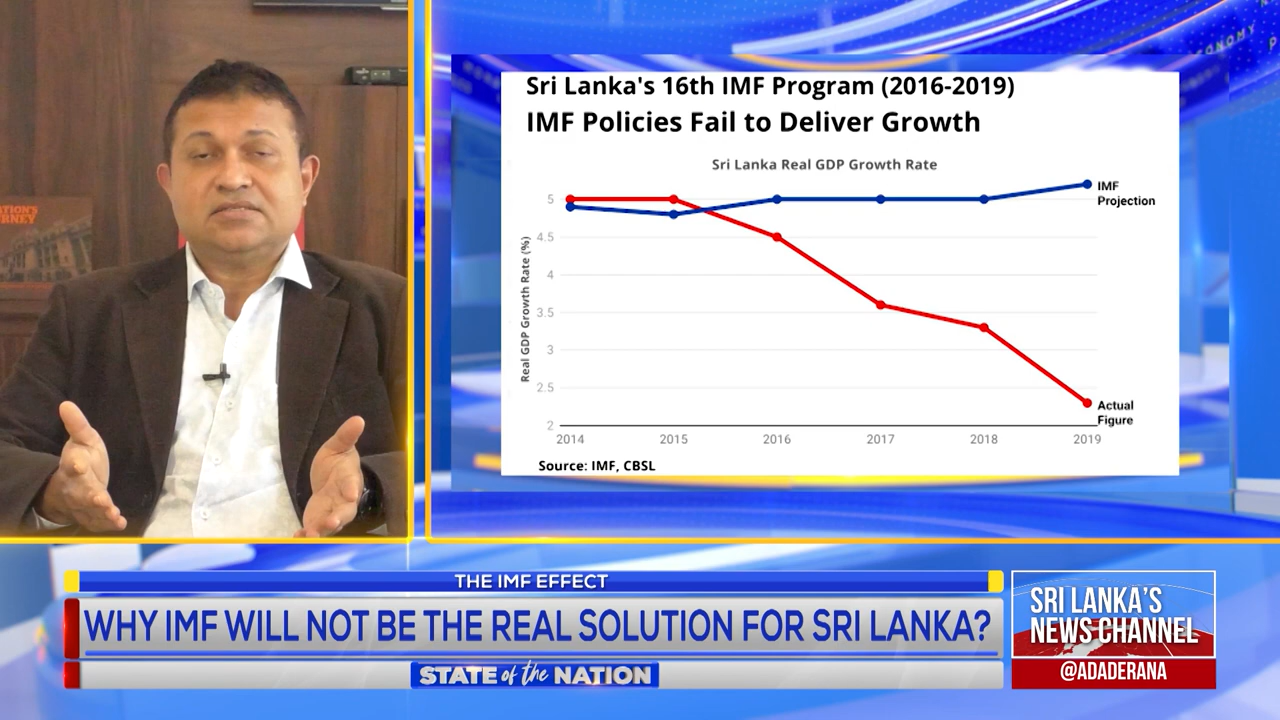 ATION'S
RNEY
ONOMY
Sri Lanka's 16th IMF Program (2016-2019)
IMF Policies Fail to Deliver Growth
Sri Lanka Real GDP Growth Rate
Real GDP Growth Rate (%)
5
4.5
4
3.5
3
2.5
2
2014 2015 2016 2017 2018 2019
IMF
Projection
Actual
Figure
Source: IMF, CBSL
THE IMF EFFECT
WHY IMF WILL NOT BE THE REAL SOLUTION FOR SRI LANKA?
STATE of the NATION
SRI LANKA'S
NEWS CHANNEL
@ADADERANA